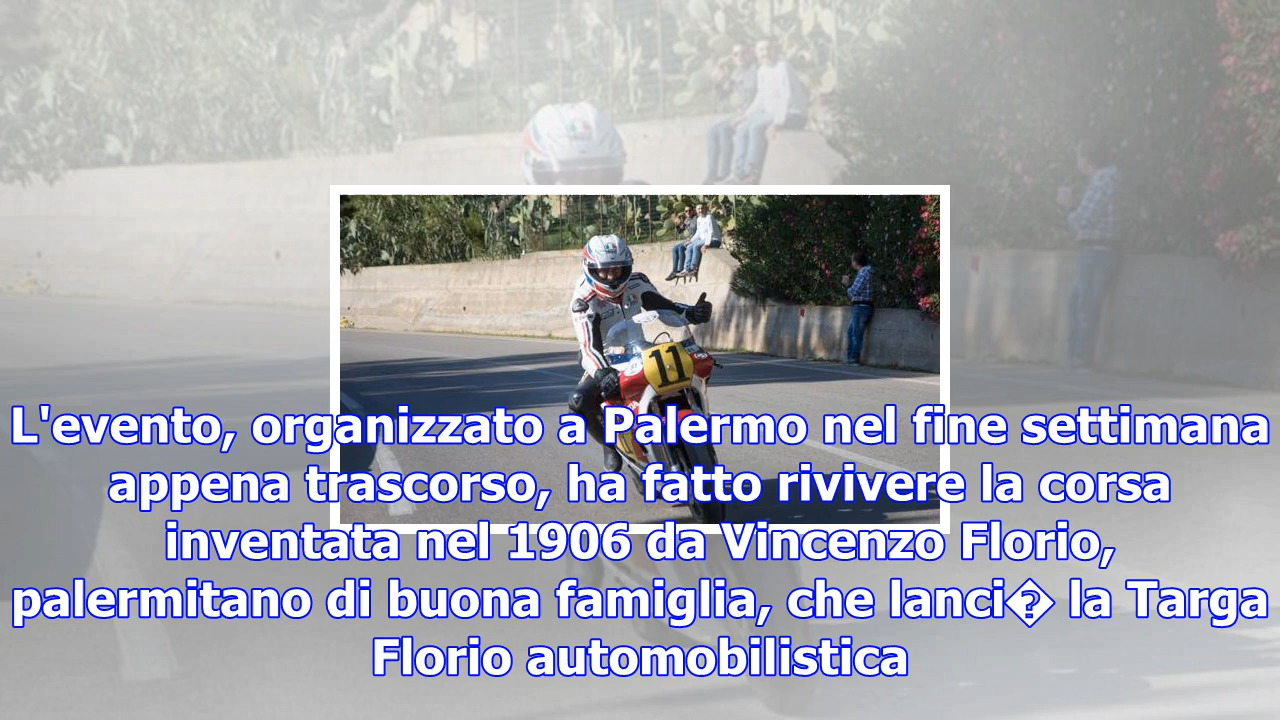 11
L'evento, organizzato a Palermo nel fine settimana
appena trascorso, ha fatto rivivere la corsa
inventata nel 1906 da Vincenzo Florio,
palermitano di buona famiglia, che lanci� la Targa
Florio automobilistica